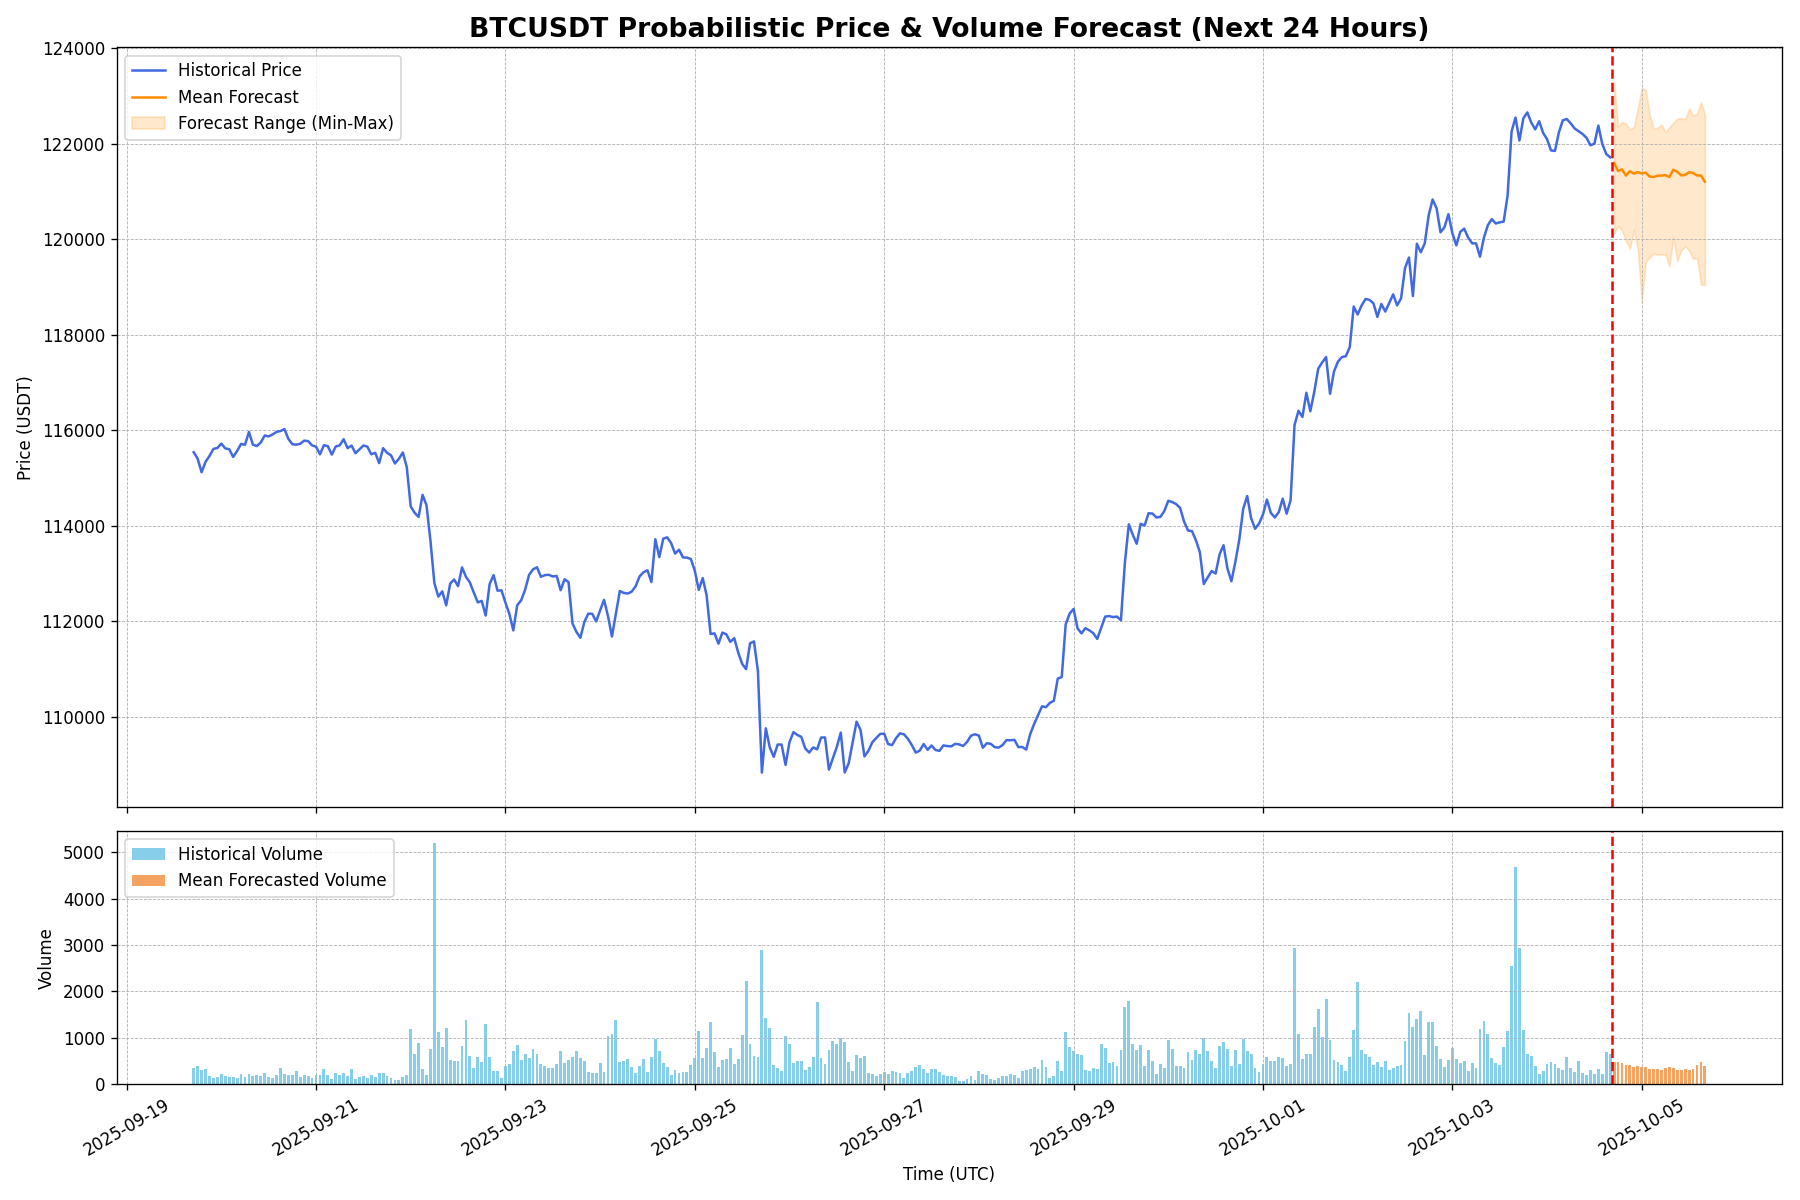 BTCUSDT Probabilistic Price & Volume Forecast (Next 24 Hours)
Historical Price
Mean Forecast
Forecast Range (Min-Max)
Price (USDT)
124000
122000
120000
118000
116000
114000
112000
110000
Historical Volume
Mean Forecasted Volume
Volume
5000
4000
3000
2000
1000
0
2025-09-19
2025-09-21
2025-09-23
2025-09-25
2025-09-27
2025-09-29
2025-10-01
2025-10-03
2025-10-05
Time (UTC)